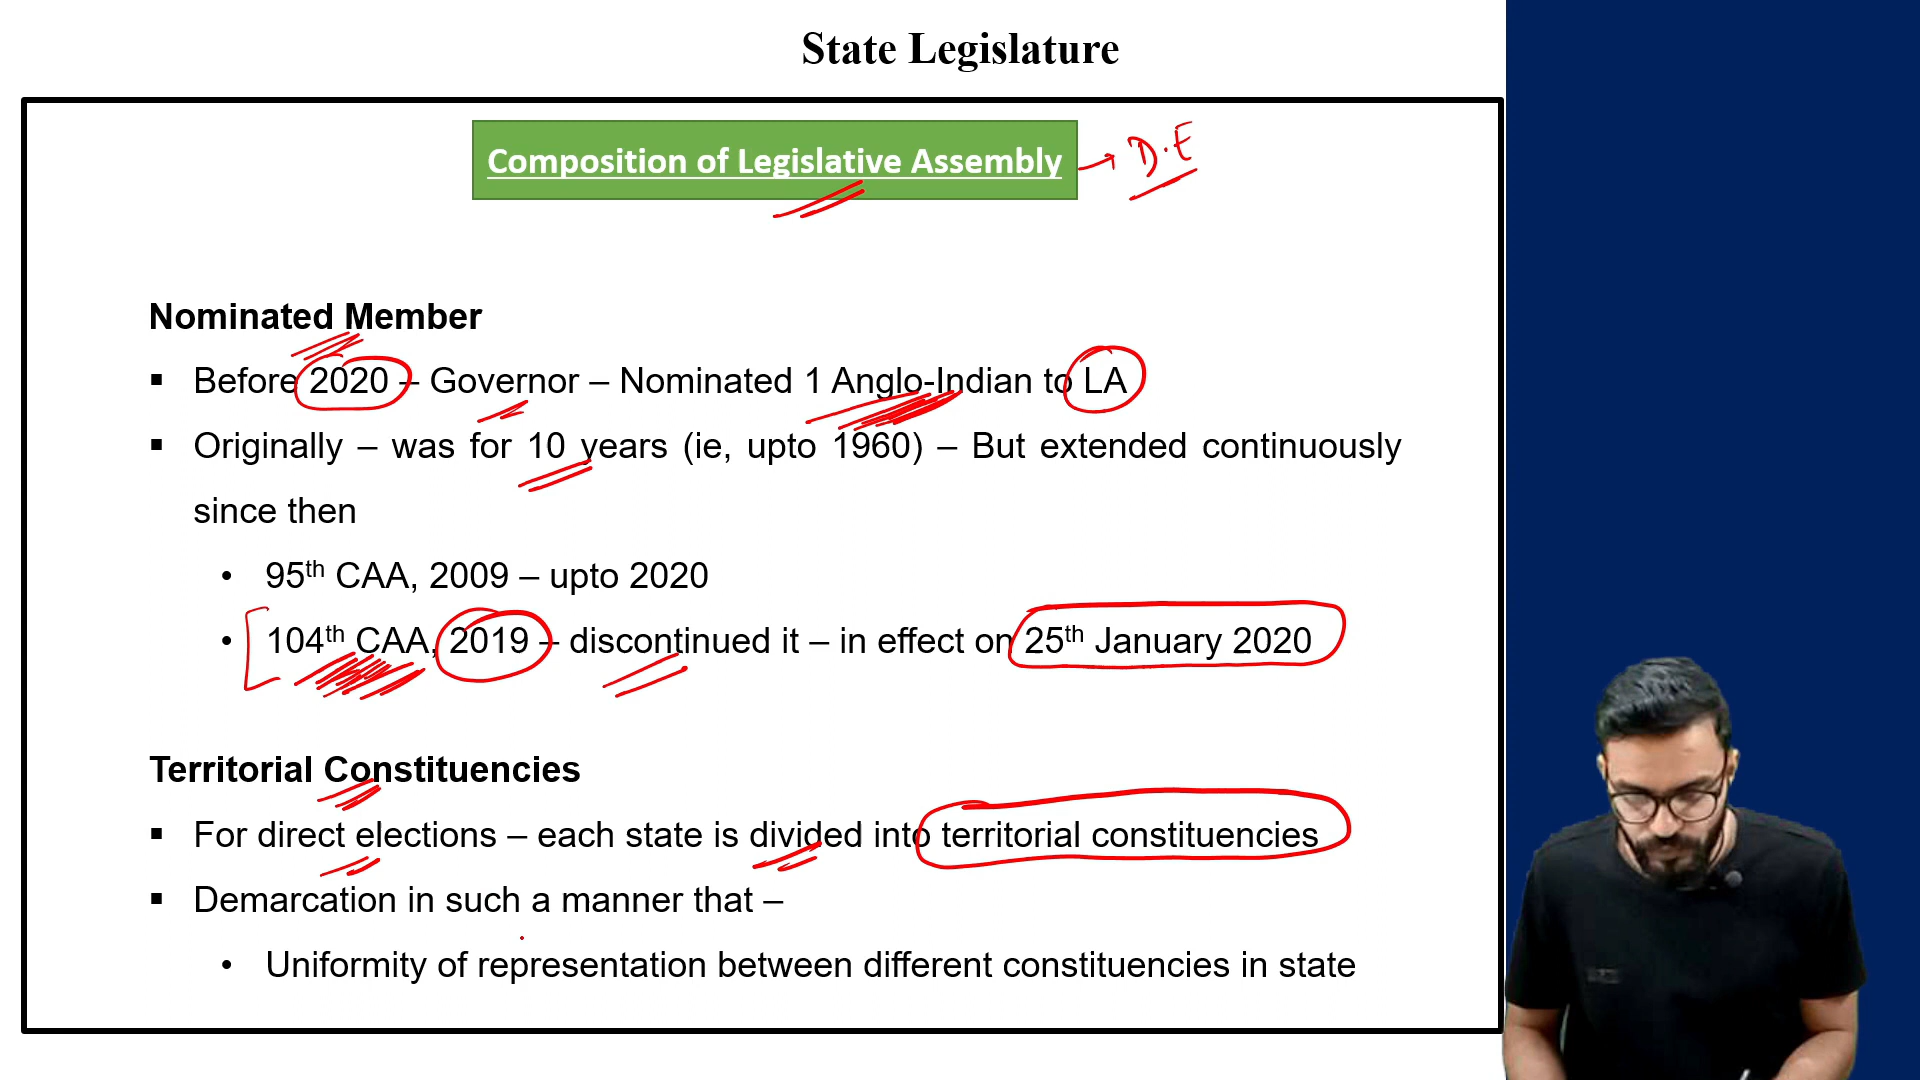 State Legislature
Composition of Legislative Assembly → D.E
Nominated Member
▪ Before 2020 – Governor – Nominated 1 Anglo-Indian to LA
▪ Originally – was for 10 years (ie, upto 1960) – But extended continuously
since then
• 95th CAA, 2009 – upto 2020
• 104th CAA, 2019 – discontinued it – in effect on 25th January 2020
Territorial Constituencies
▪ For direct elections – each state is divided into territorial constituencies
▪ Demarcation in such a manner that –
• Uniformity of representation between different constituencies in state